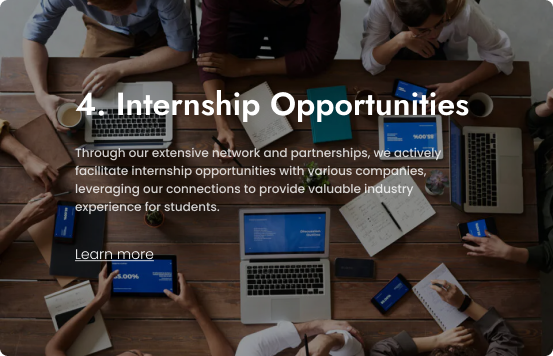 4. Internship Opportunities
Through our extensive network and partnerships, we actively
facilitate internship opportunities with various companies,
leveraging our connections to provide valuable industry
experience for students.
Learn more